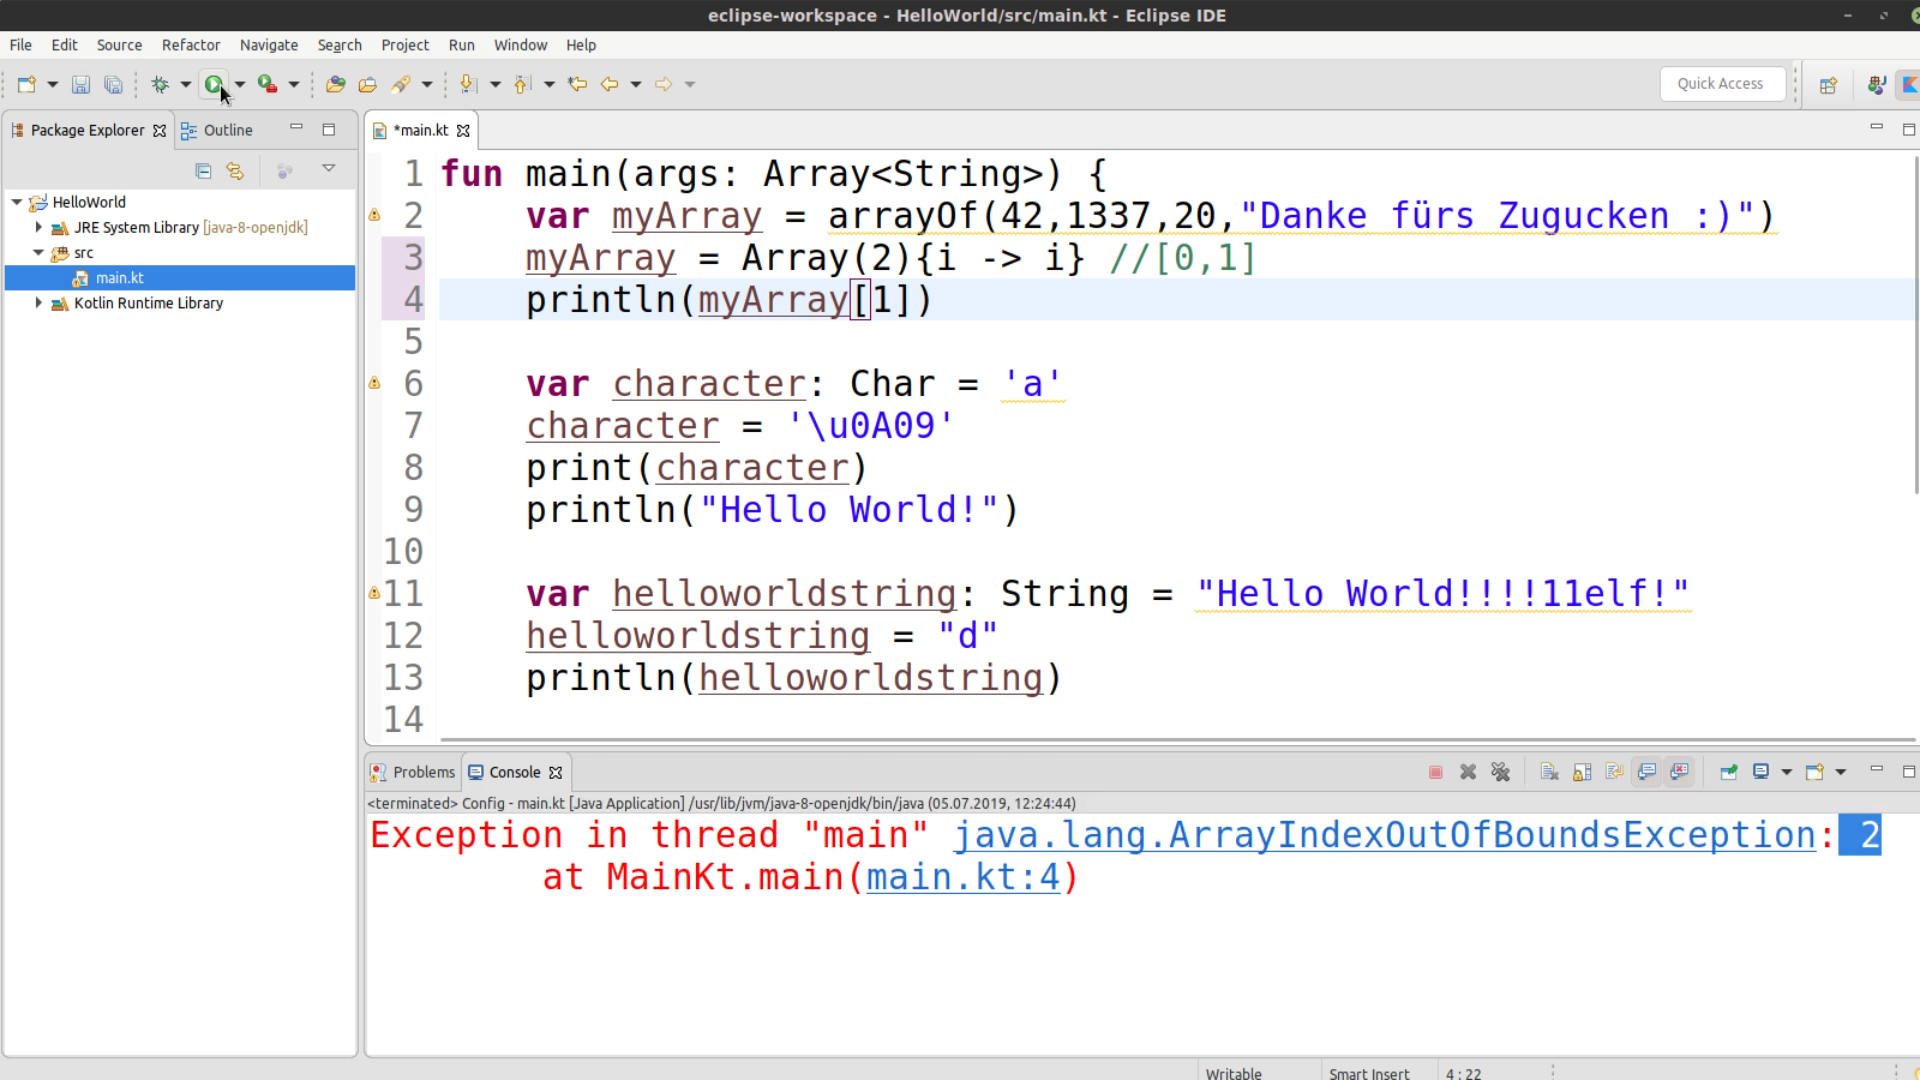 eclipse-workspace - HelloWorld/src/main.kt - Eclipse IDE
File Edit Source Refactor Navigate Search Project Run Window Help
Quick Access
Package Explorer Outline
*main.kt
HelloWorld
JRE System Library [java-8-openjdk]
src
main.kt
Kotlin Runtime Library
1 fun main(args: Array<String>) {
2 var myArray = arrayOf(42,1337,20,"Danke fürs Zugucken :)")
3 myArray = Array(2){i -> i} //[0,1]
4 println(myArray[1])
5
6 var character: Char = 'a'
7 character = '\u0A09'
8 print(character)
9 println("Hello World!")
10
11 var helloworldstring: String = "Hello World!!!!11elf!"
12 helloworldstring = "d"
13 println(helloworldstring)
14
Problems Console
<terminated> Config - main.kt [Java Application] /usr/lib/jvm/java-8-openjdk/bin/java (05.07.2019, 12:24:44)
Exception in thread "main" java.lang.ArrayIndexOutOfBoundsException: 2
at MainKt.main(main.kt:4)
Writable Smart Insert 4 : 22